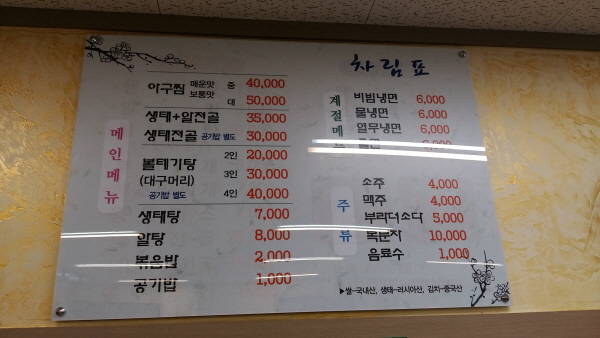 차림표
메인메뉴
아구찜 매운맛 보통맛 중 40,000
대 50,000
생태+알전골 35,000
생태전골 공기밥 별도 30,000
볼테기탕 (대구머리) 공기밥 별도
2인 20,000
3인 30,000
4인 40,000
생태탕 7,000
알탕 8,000
볶음밥 2,000
공기밥 1,000
계절메뉴
비빔냉면 6,000
물냉면 6,000
열무냉면 6,000
6,000
주류
소주 4,000
맥주 4,000
부라더소다 5,000
복분자 10,000
음료수 1,000
▶쌀-국내산, 생태-러시아산, 김치-중국산